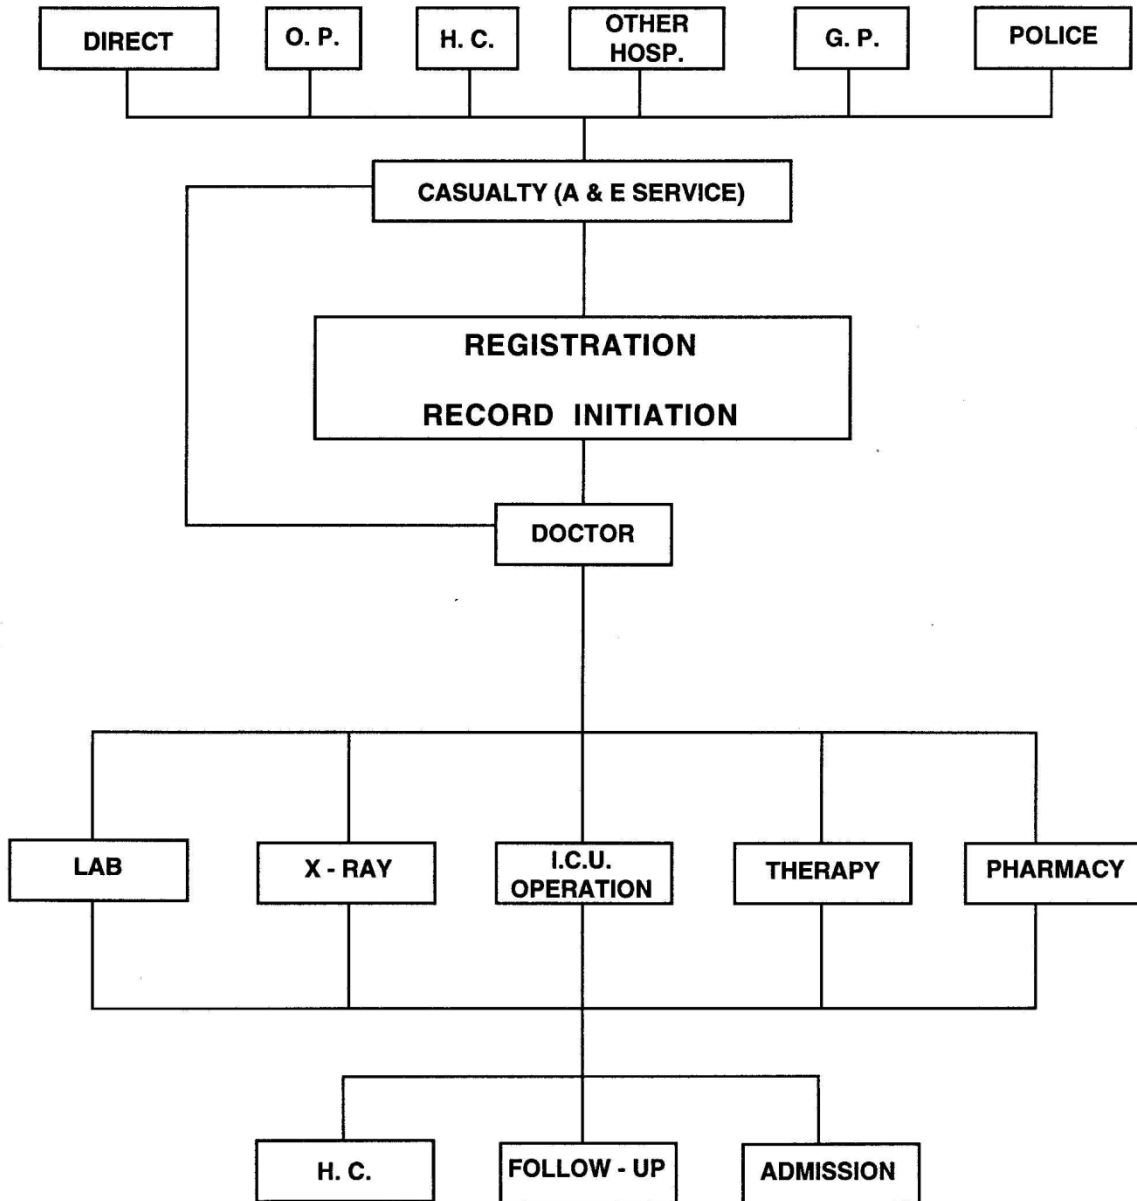 DIRECT
O. P.
H. C.
OTHER
HOSP.
G. P.
POLICE
CASUALTY (A & E SERVICE)
REGISTRATION
RECORD INITIATION
DOCTOR
LAB
X - RAY
I.C.U.
OPERATION
THERAPY
PHARMACY
H. C.
FOLLOW - UP
ADMISSION